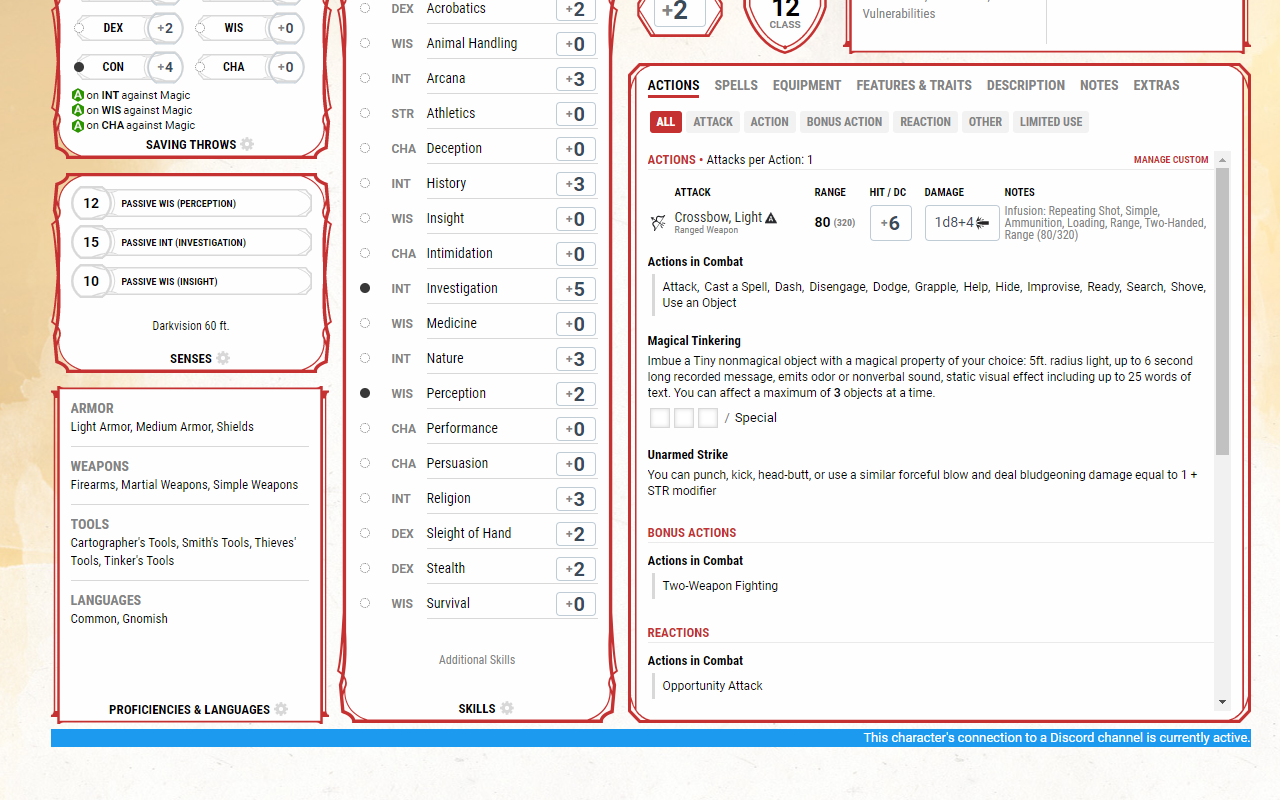 DEX +2 WIS +0
CON +4 CHA +0
A on INT against Magic
A on WIS against Magic
A on CHA against Magic
SAVING THROWS
12 PASSIVE WIS (PERCEPTION)
15 PASSIVE INT (INVESTIGATION)
10 PASSIVE WIS (INSIGHT)
Darkvision 60 ft.
SENSES
ARMOR
Light Armor, Medium Armor, Shields
WEAPONS
Firearms, Martial Weapons, Simple Weapons
TOOLS
Cartographer's Tools, Smith's Tools, Thieves'
Tools, Tinker's Tools
LANGUAGES
Common, Gnomish
PROFICIENCIES & LANGUAGES
DEX Acrobatics +2
WIS Animal Handling +0
INT Arcana +3
STR Athletics +0
CHA Deception +0
INT History +3
WIS Insight +0
CHA Intimidation +0
INT Investigation +5
WIS Medicine +0
INT Nature +3
WIS Perception +2
CHA Performance +0
CHA Persuasion +0
INT Religion +3
DEX Sleight of Hand +2
DEX Stealth +2
WIS Survival +0
Additional Skills
SKILLS
+2
12
CLASS
Vulnerabilities
ACTIONS SPELLS EQUIPMENT FEATURES & TRAITS DESCRIPTION NOTES EXTRAS
ALL ATTACK ACTION BONUS ACTION REACTION OTHER LIMITED USE
ACTIONS • Attacks per Action: 1 MANAGE CUSTOM
ATTACK RANGE HIT / DC DAMAGE NOTES
Crossbow, Light A 80 (320) +6 1d8+4
Ranged Weapon
Infusion: Repeating Shot, Simple,
Ammunition, Loading, Range, Two-Handed,
Range (80/320)
Actions in Combat
Attack, Cast a Spell, Dash, Disengage, Dodge, Grapple, Help, Hide, Improvise, Ready, Search, Shove,
Use an Object
Magical Tinkering
Imbue a Tiny nonmagical object with a magical property of your choice: 5ft. radius light, up to 6 second
long recorded message, emits odor or nonverbal sound, static visual effect including up to 25 words of
text. You can affect a maximum of 3 objects at a time.
/ Special
Unarmed Strike
You can punch, kick, head-butt, or use a similar forceful blow and deal bludgeoning damage equal to 1 +
STR modifier
BONUS ACTIONS
Actions in Combat
Two-Weapon Fighting
REACTIONS
Actions in Combat
Opportunity Attack
This character's connection to a Discord channel is currently active.